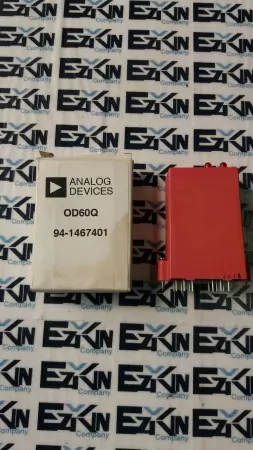 EZKIN
Company
ANALOG
DEVICES
OD60Q
94-1467401